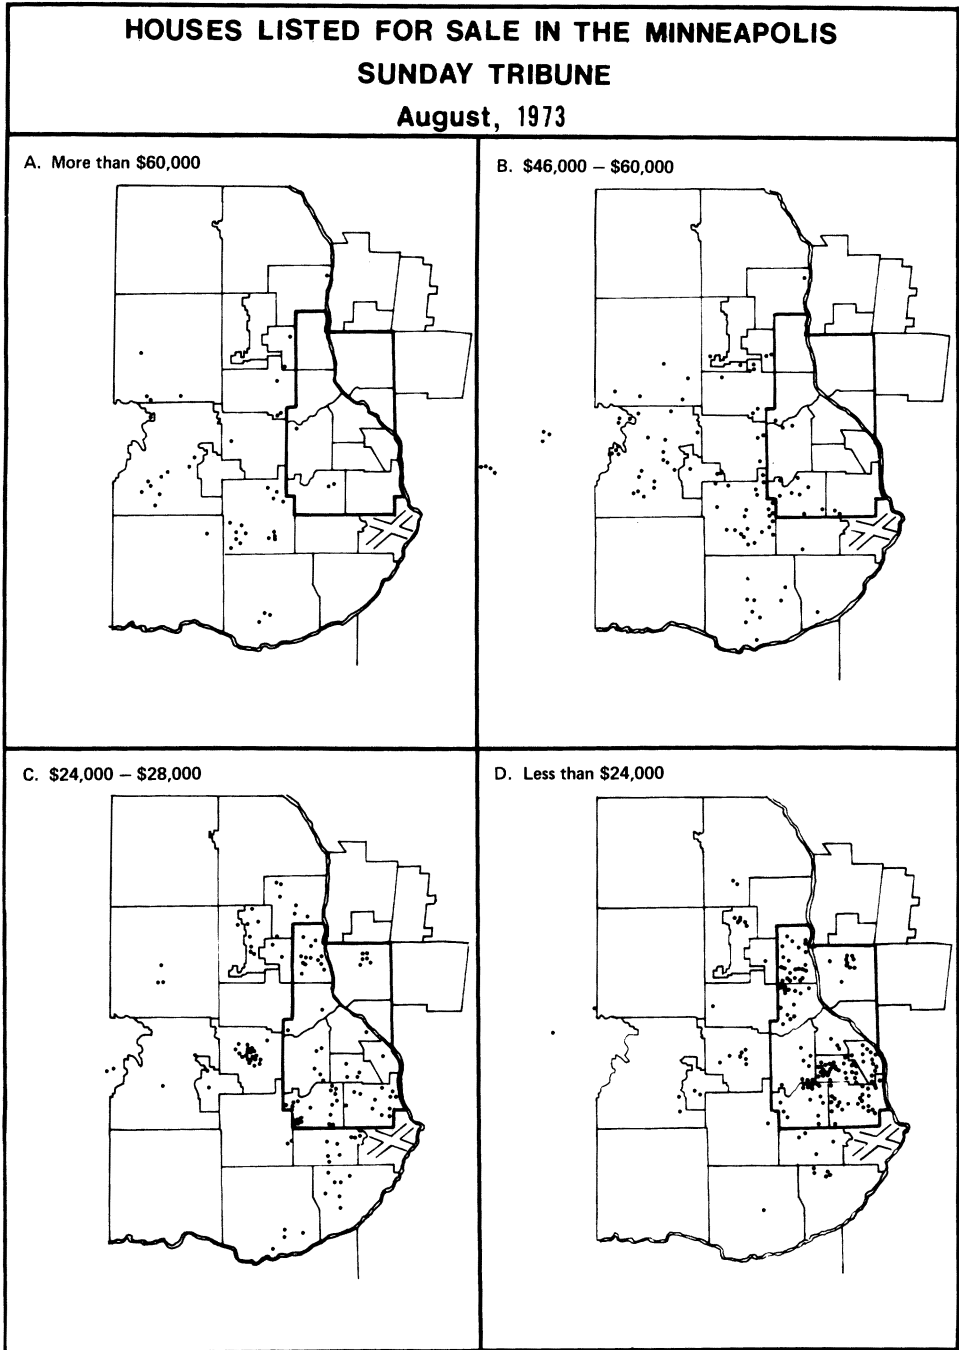 HOUSES LISTED FOR SALE IN THE MINNEAPOLIS
SUNDAY TRIBUNE
August, 1973
A. More than $60,000
B. $46,000 – $60,000
C. $24,000 – $28,000
D. Less than $24,000